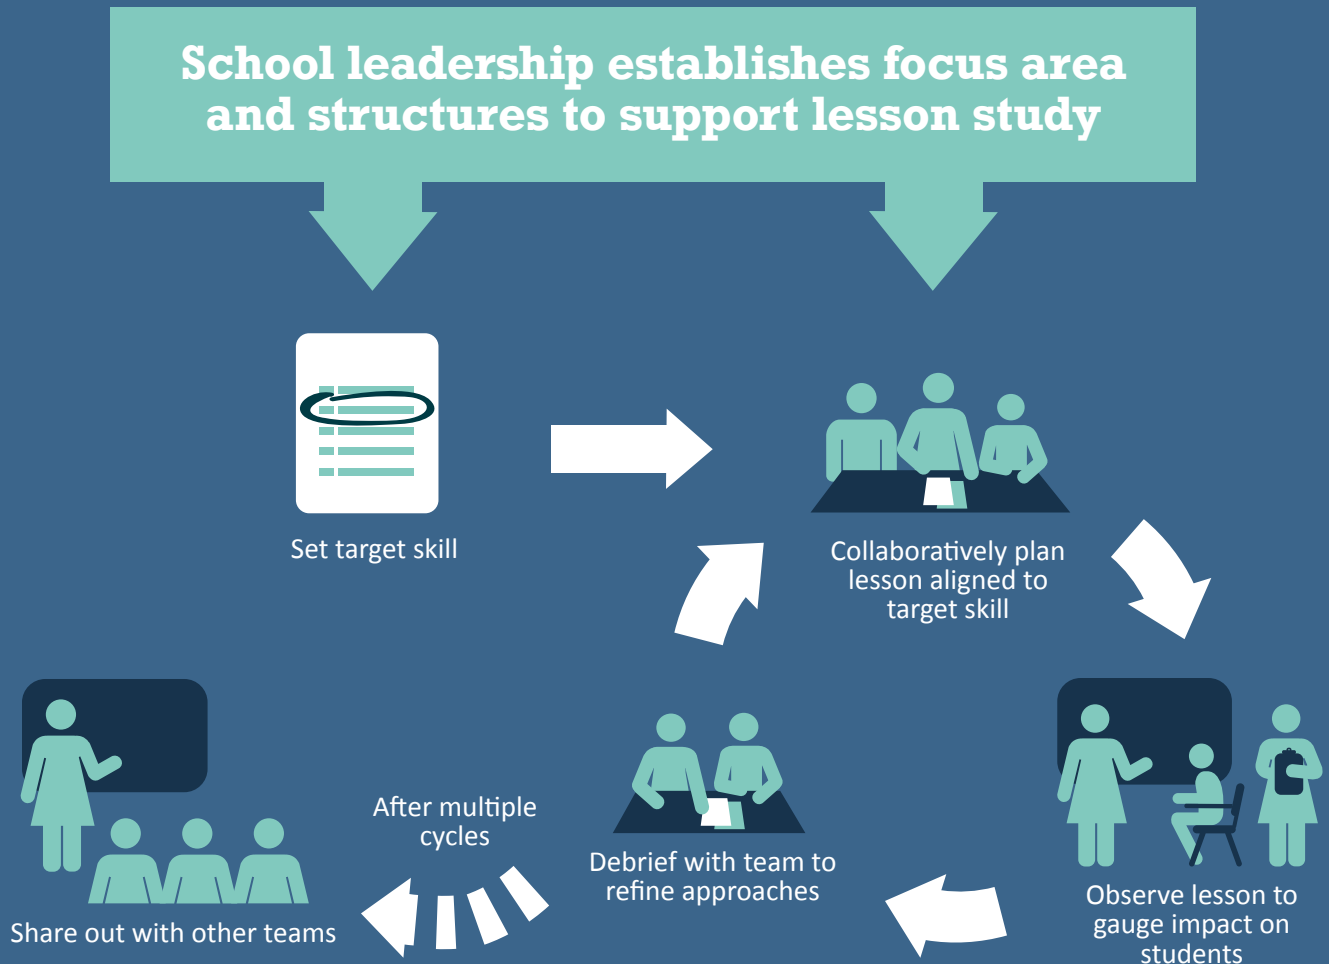 School leadership establishes focus area
and structures to support lesson study
Set target skill
Collaboratively plan
lesson aligned to
target skill
Observe lesson to
gauge impact on
students
Debrief with team to
refine approaches
After multiple
cycles
Share out with other teams